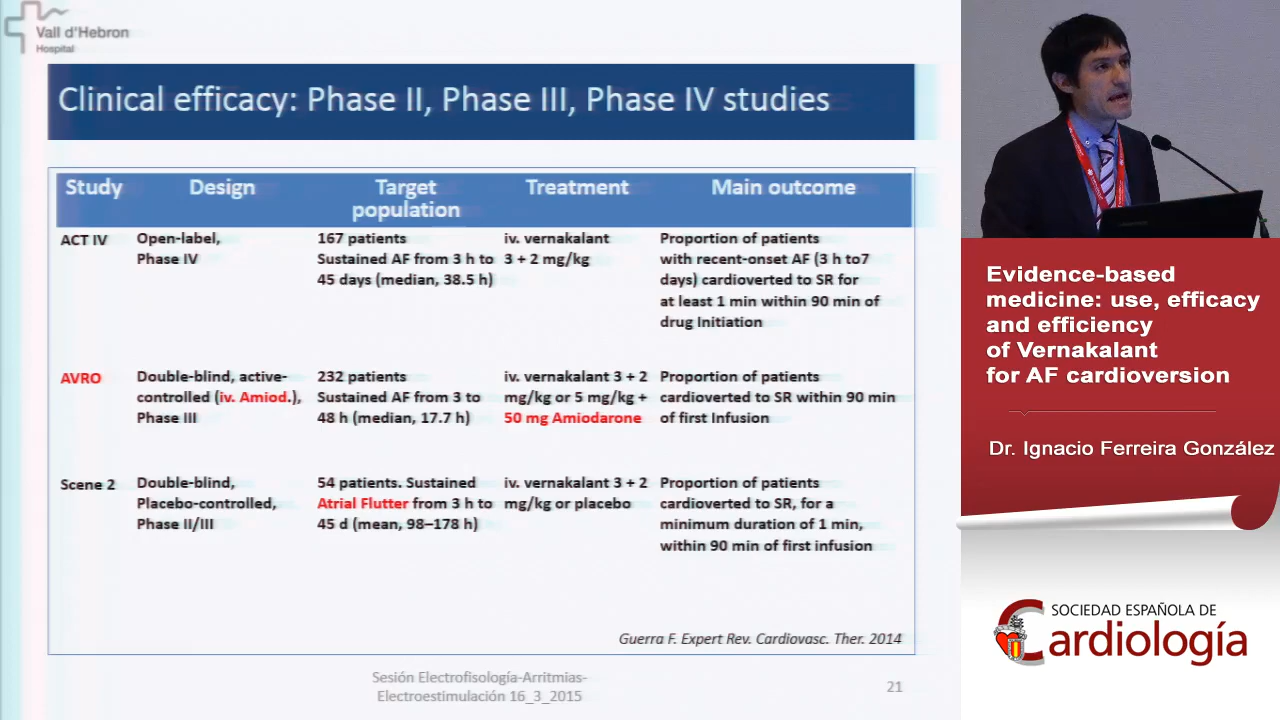 Vall d'Hebron
Hospital
Clinical efficacy: Phase II, Phase III, Phase IV studies
Study Design Target population Treatment Main outcome
ACT IV
Open-label,
Phase IV
167 patients
Sustained AF from 3 h to
45 days (median, 38.5 h)
iv. vernakalant
3 + 2 mg/kg
Proportion of patients
with recent-onset AF (3 h to7
days) cardioverted to SR for
at least 1 min within 90 min of
drug Initiation
AVRO
Double-blind, active-
controlled (iv. Amiod.),
Phase III
232 patients
Sustained AF from 3 to
48 h (median, 17.7 h)
iv. vernakalant 3 + 2
mg/kg or 5 mg/kg +
50 mg Amiodarone
Proportion of patients
cardioverted to SR within 90 min
of first Infusion
Scene 2
Double-blind,
Placebo-controlled,
Phase II/III
54 patients. Sustained
Atrial Flutter from 3 h to
45 d (mean, 98–178 h)
iv. vernakalant 3 + 2
mg/kg or placebo
Proportion of patients
cardioverted to SR, for a
minimum duration of 1 min,
within 90 min of first infusion
Guerra F. Expert Rev. Cardiovasc. Ther. 2014
Sesión Electrofisología-Arritmias-
Electroestimulación 16_3_2015
21
Evidence-based
medicine: use, efficacy
and efficiency
of Vernakalant
for AF cardioversion
Dr. Ignacio Ferreira González
SOCIEDAD ESPAÑOLA DE
Cardiología